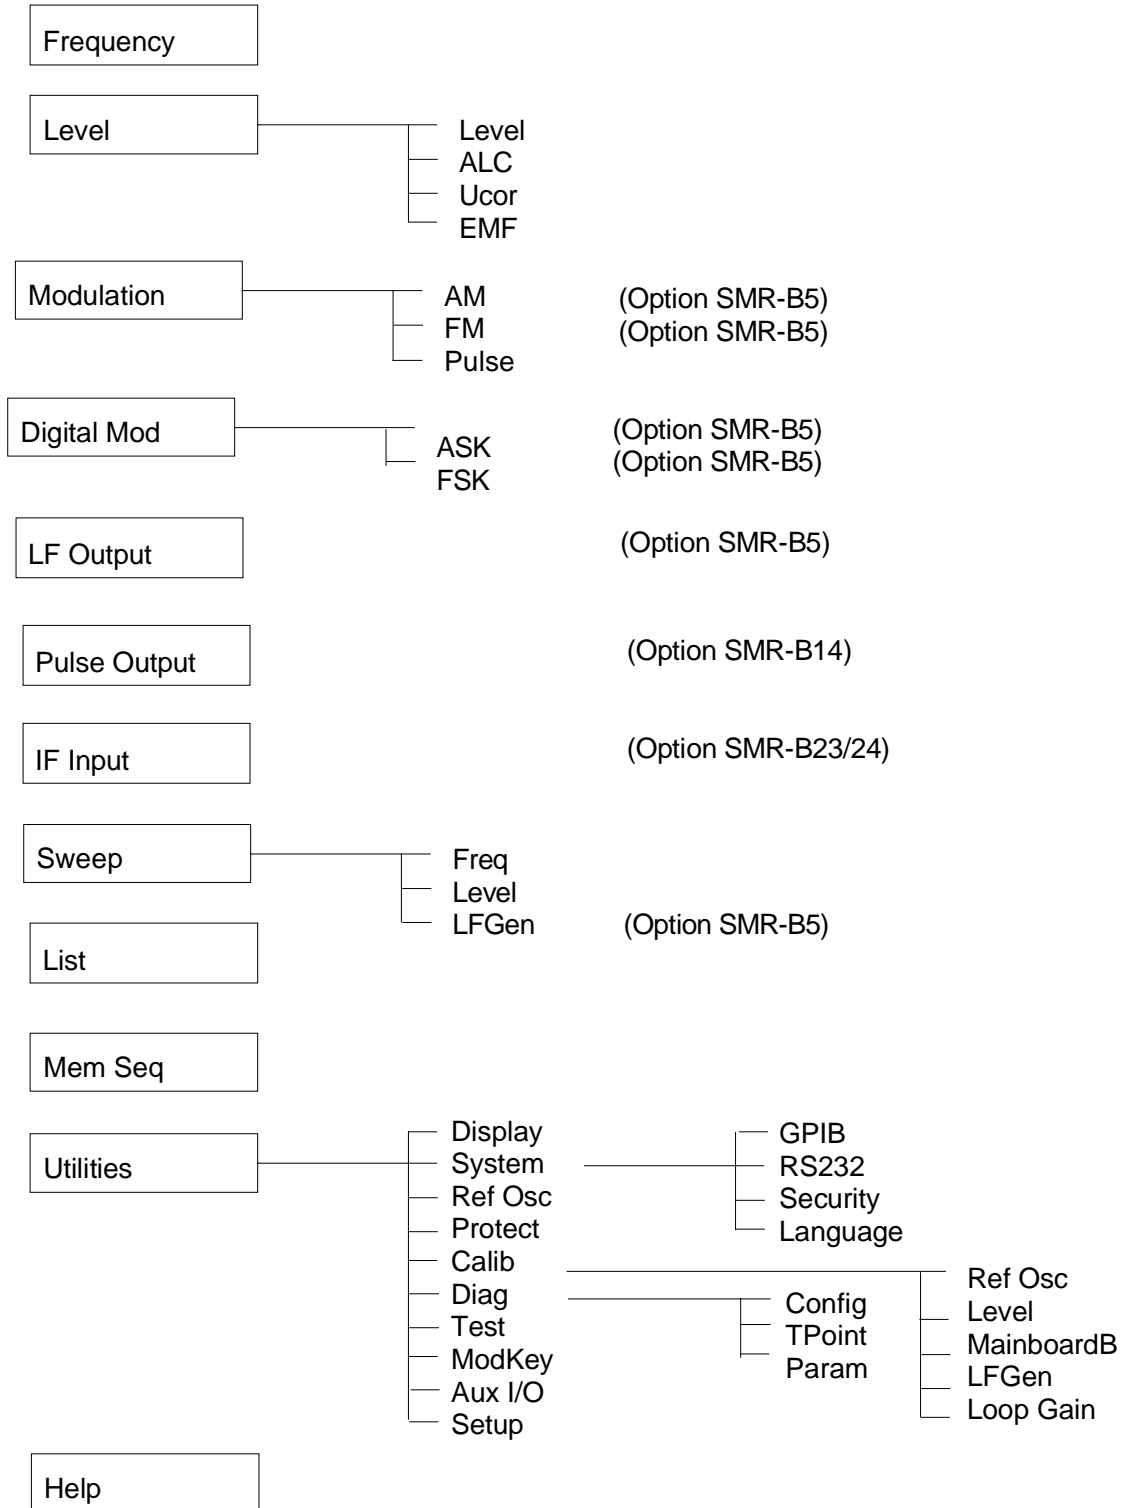 Frequency
Level
Level
ALC
Ucor
EMF
Modulation
AM (Option SMR-B5)
FM (Option SMR-B5)
Pulse
Digital Mod
ASK (Option SMR-B5)
FSK (Option SMR-B5)
LF Output (Option SMR-B5)
Pulse Output (Option SMR-B14)
IF Input (Option SMR-B23/24)
Sweep
Freq
Level
LFGen (Option SMR-B5)
List
Mem Seq
Utilities
Display
System
Ref Osc
Protect
Calib
Diag
Test
ModKey
Aux I/O
Setup
GPIB
RS232
Security
Language
Config
TPoint
Param
Ref Osc
Level
MainboardB
LFGen
Loop Gain
Help